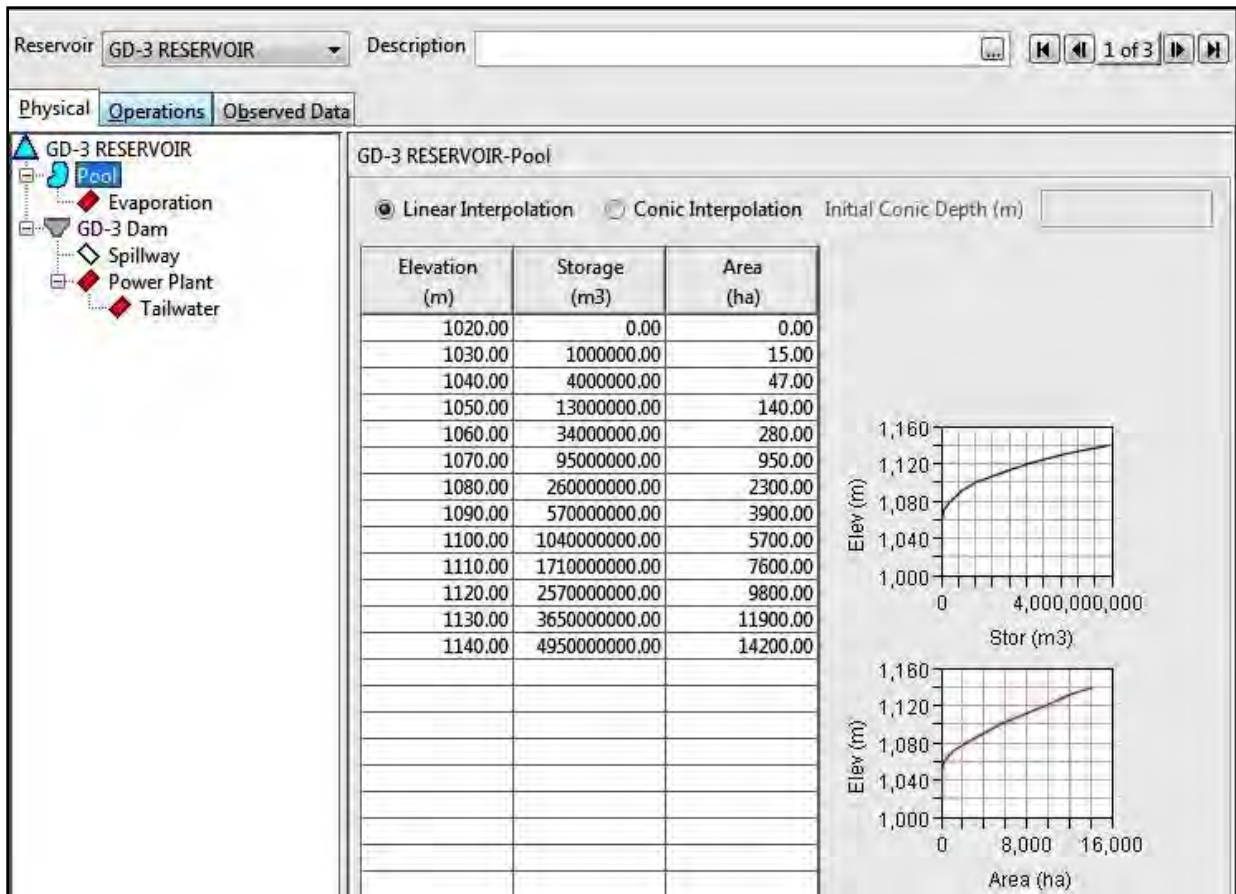 Reservoir GD-3 RESERVOIR Description ... 1 of 3
Physical Operations Observed Data
GD-3 RESERVOIR
Pool
Evaporation
GD-3 Dam
Spillway
Power Plant
Tailwater
GD-3 RESERVOIR-Pool
Linear Interpolation Conic Interpolation Initial Conic Depth (m)
Elevation Storage Area
(m) (m3) (ha)
1020.00 0.00 0.00
1030.00 1000000.00 15.00
1040.00 4000000.00 47.00
1050.00 13000000.00 140.00
1060.00 34000000.00 280.00
1070.00 95000000.00 950.00
1080.00 260000000.00 2300.00
1090.00 570000000.00 3900.00
1100.00 1040000000.00 5700.00
1110.00 1710000000.00 7600.00
1120.00 2570000000.00 9800.00
1130.00 3650000000.00 11900.00
1140.00 4950000000.00 14200.00
1,160
1,120
1,080
1,040
1,000
Elev (m)
0 4,000,000,000
Stor (m3)
1,160
1,120
1,080
1,040
1,000
Elev (m)
0 8,000 16,000
Area (ha)